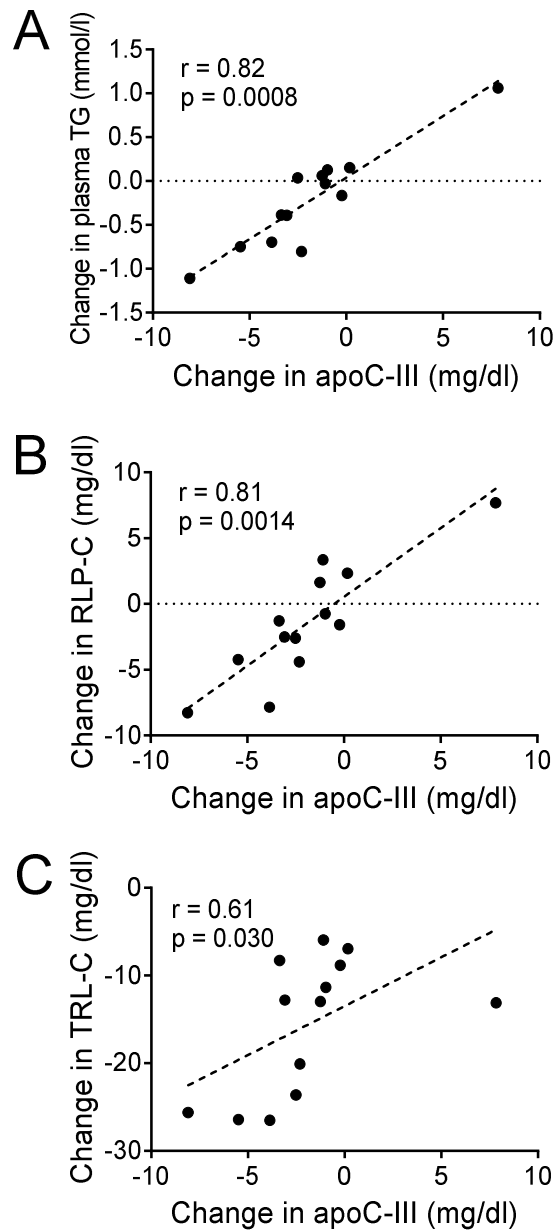 A
Change in plasma TG (mmol/l)
1.5
1.0
0.5
0.0
-0.5
-1.0
-1.5
r = 0.82
p = 0.0008
-10
-5
0
5
10
Change in apoC-III (mg/dl)
B
Change in RLP-C (mg/dl)
10
5
0
-5
-10
r = 0.81
p = 0.0014
-10
-5
0
5
10
Change in apoC-III (mg/dl)
C
Change in TRL-C (mg/dl)
0
-10
-20
-30
r = 0.61
p = 0.030
-10
-5
0
5
10
Change in apoC-III (mg/dl)